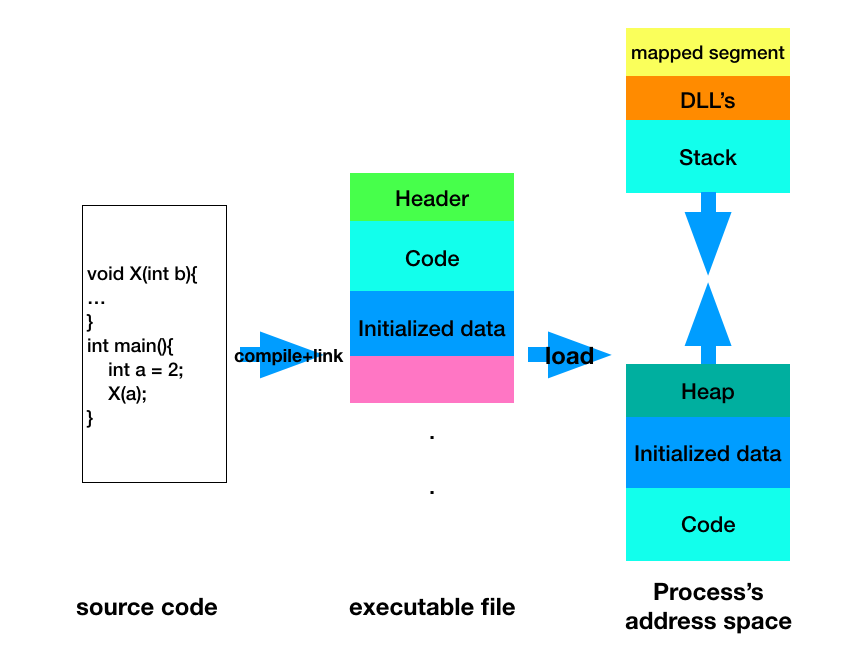 void X(int b){
...
}
int main(){
int a = 2;
X(a);
}
source code
compile+link
Header
Code
Initialized data
.
.
executable file
load
mapped segment
DLL’s
Stack
Heap
Initialized data
Code
Process’s
address space